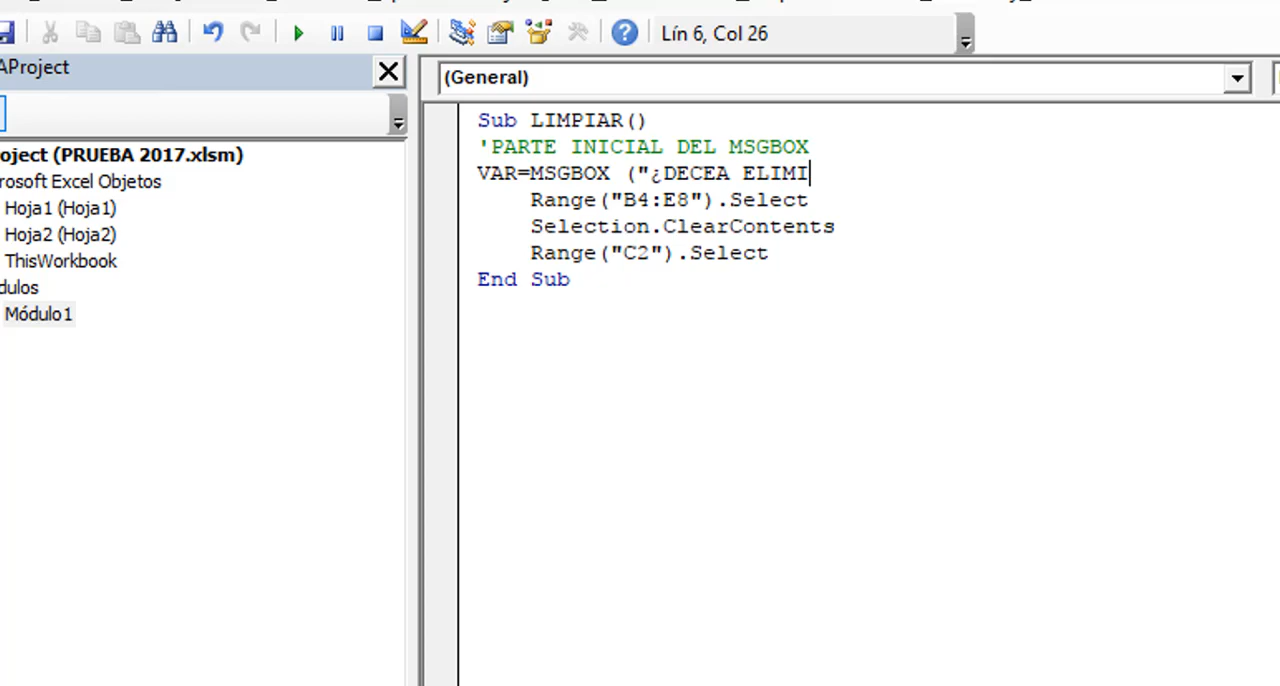 Lín 6, Col 26
AProject
(General)
oject (PRUEBA 2017.xlsm)
rosoft Excel Objetos
Hoja1 (Hoja1)
Hoja2 (Hoja2)
ThisWorkbook
dulos
Módulo1
Sub LIMPIAR()
'PARTE INICIAL DEL MSGBOX
VAR=MSGBOX ("¿DECEA ELIMI
Range("B4:E8").Select
Selection.ClearContents
Range("C2").Select
End Sub